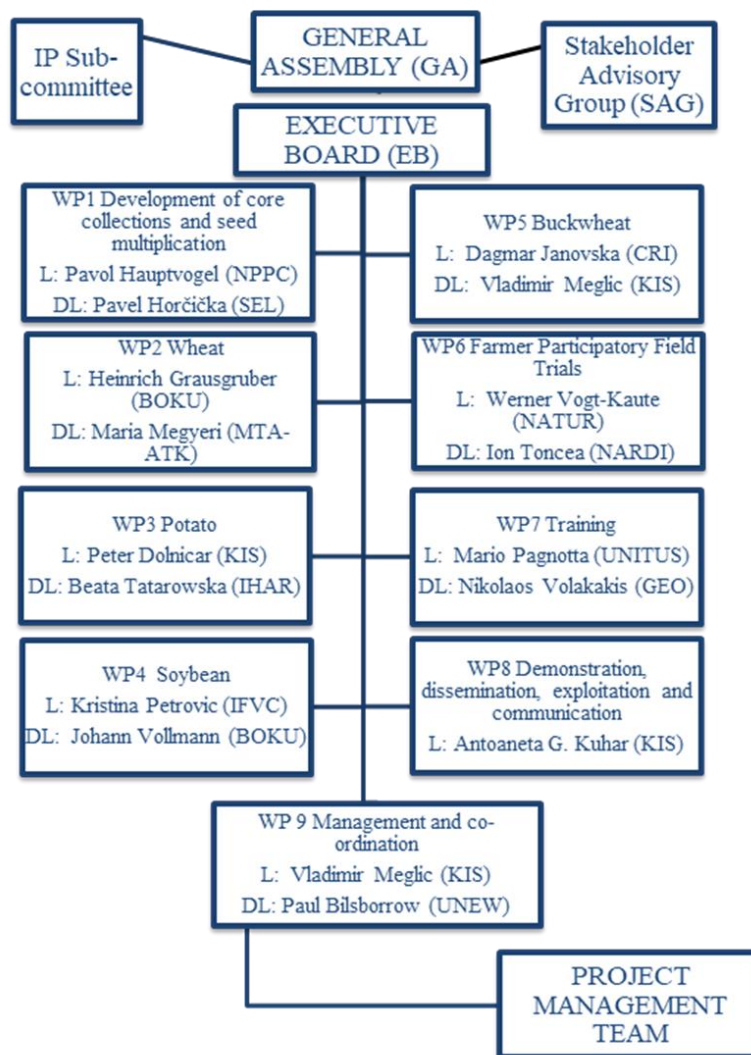 IP Sub-
committee
GENERAL
ASSEMBLY (GA)
Stakeholder
Advisory
Group (SAG)
EXECUTIVE
BOARD (EB)
WP1 Development of core
collections and seed
multiplication
L: Pavol Hauptvogel (NPPC)
DL: Pavel Horčička (SEL)
WP5 Buckwheat
L: Dagmar Janovska (CRI)
DL: Vladimir Meglic (KIS)
WP2 Wheat
L: Heinrich Grausgruber
(BOKU)
DL: Maria Megyeri (MTA-
ATK)
WP6 Farmer Participatory Field
Trials
L: Werner Vogt-Kaute
(NATUR)
DL: Ion Toncea (NARDI)
WP3 Potato
L: Peter Dolnicar (KIS)
DL: Beata Tatarowska (IHAR)
WP7 Training
L: Mario Pagnotta (UNITUS)
DL: Nikolaos Volakakis (GEO)
WP4 Soybean
L: Kristina Petrovic (IFVC)
DL: Johann Vollmann (BOKU)
WP8 Demonstration,
dissemination, exploitation and
communication
L: Antoaneta G. Kuhar (KIS)
WP 9 Management and co-
ordination
L: Vladimir Meglic (KIS)
DL: Paul Bilsborrow (UNEW)
PROJECT
MANAGEMENT
TEAM